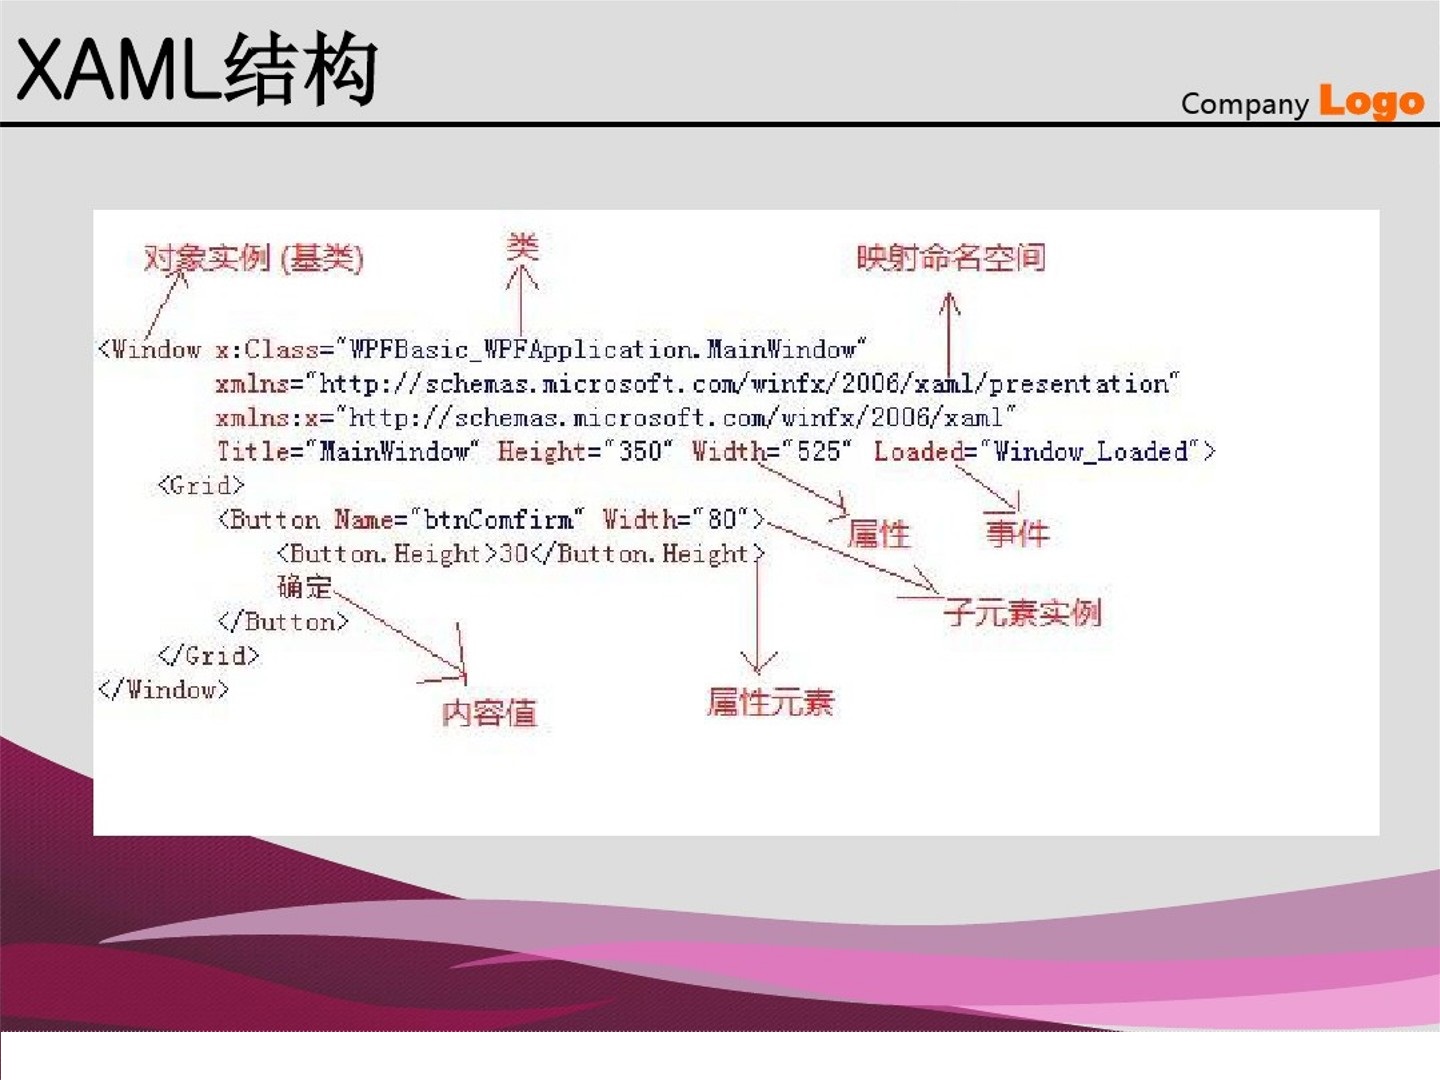 XAML结构
Company Logo
对象实例 (基类)
类
映射命名空间
<Window x:Class="WPFBasic_WPFApplication.MainWindow"
xmlns="http://schemas.microsoft.com/winfx/2006/xaml/presentation"
xmlns:x="http://schemas.microsoft.com/winfx/2006/xaml"
Title="MainWindow" Height="350" Width="525" Loaded="Window_Loaded">
<Grid>
<Button Name="btnComfirm" Width="80">
属性
事件
<Button.Height>30</Button.Height>
确定
子元素实例
</Button>
</Grid>
</Window>
内容值
属性元素